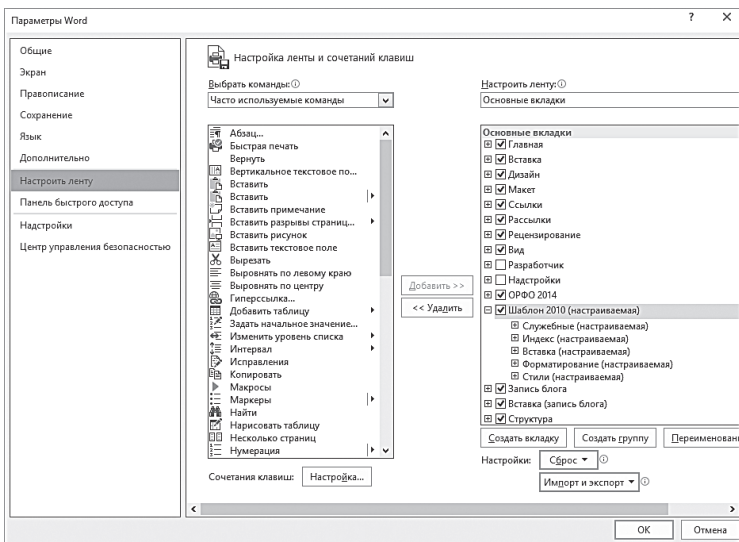 Параметры Word
? ×
Общие
Экран
Правописание
Сохранение
Язык
Дополнительно
Настроить ленту
Панель быстрого доступа
Надстройки
Центр управления безопасностью
Настройка ленты и сочетаний клавиш
Выбрать команды:
Часто используемые команды
Абзац...
Быстрая печать
Вернуть
Вертикальное текстовое по...
Вставить
Вставить
Вставить примечание
Вставить разрывы страниц...
Вставить рисунок
Вставить текстовое поле
Вырезать
Выровнять по левому краю
Выровнять по центру
Гиперссылка...
Добавить таблицу
Задать начальное значение...
Изменить уровень списка
Интервал
Исправления
Копировать
Макросы
Маркеры
Найти
Нарисовать таблицу
Несколько страниц
Нумерация
Сочетания клавиш: Настройка...
Добавить >>
<< Удалить
Настроить ленту:
Основные вкладки
Основные вкладки
Главная
Вставка
Дизайн
Макет
Ссылки
Рассылки
Рецензирование
Вид
Разработчик
Надстройки
ОРФО 2014
Шаблон 2010 (настраиваемая)
Служебные (настраиваемая)
Индекс (настраиваемая)
Вставка (настраиваемая)
Форматирование (настраиваемая)
Стили (настраиваемая)
Запись блога
Вставка (запись блога)
Структура
Создать вкладку Создать группу Переименован
Настройки: Сброс
Импорт и экспорт
ОК Отмена